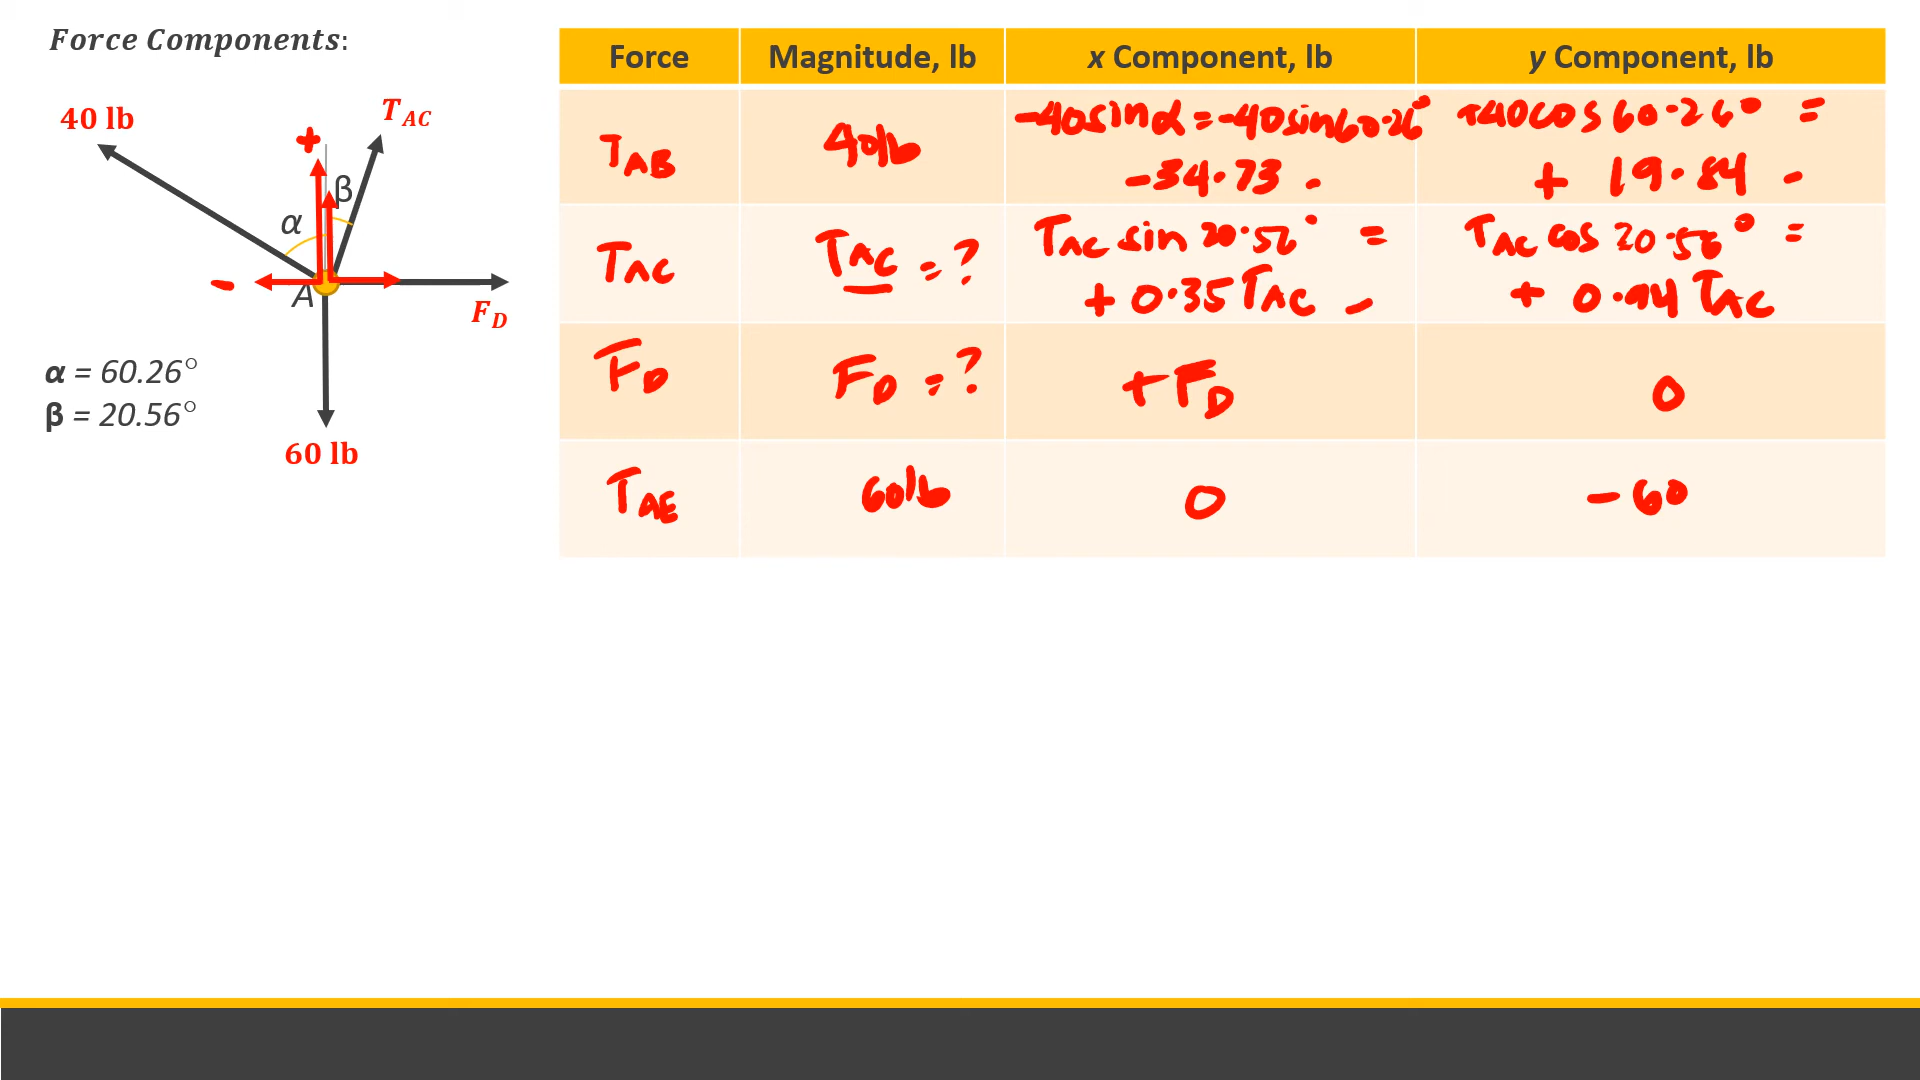 Force Components:
40 lb
T_AC
+
β
α
-
A
F_D
α = 60.26°
β = 20.56°
60 lb
Force Magnitude, lb x Component, lb y Component, lb
T_AB 40lb -40sinα = -40sin60.26° +40cos60.26° =
-34.73 + 19.84
T_AC T_AC = ? T_AC sin 20.56° = T_AC cos 20.56° =
+ 0.35 T_AC + 0.94 T_AC
F_D F_D = ? +F_D 0
T_AE 60lb 0 -60